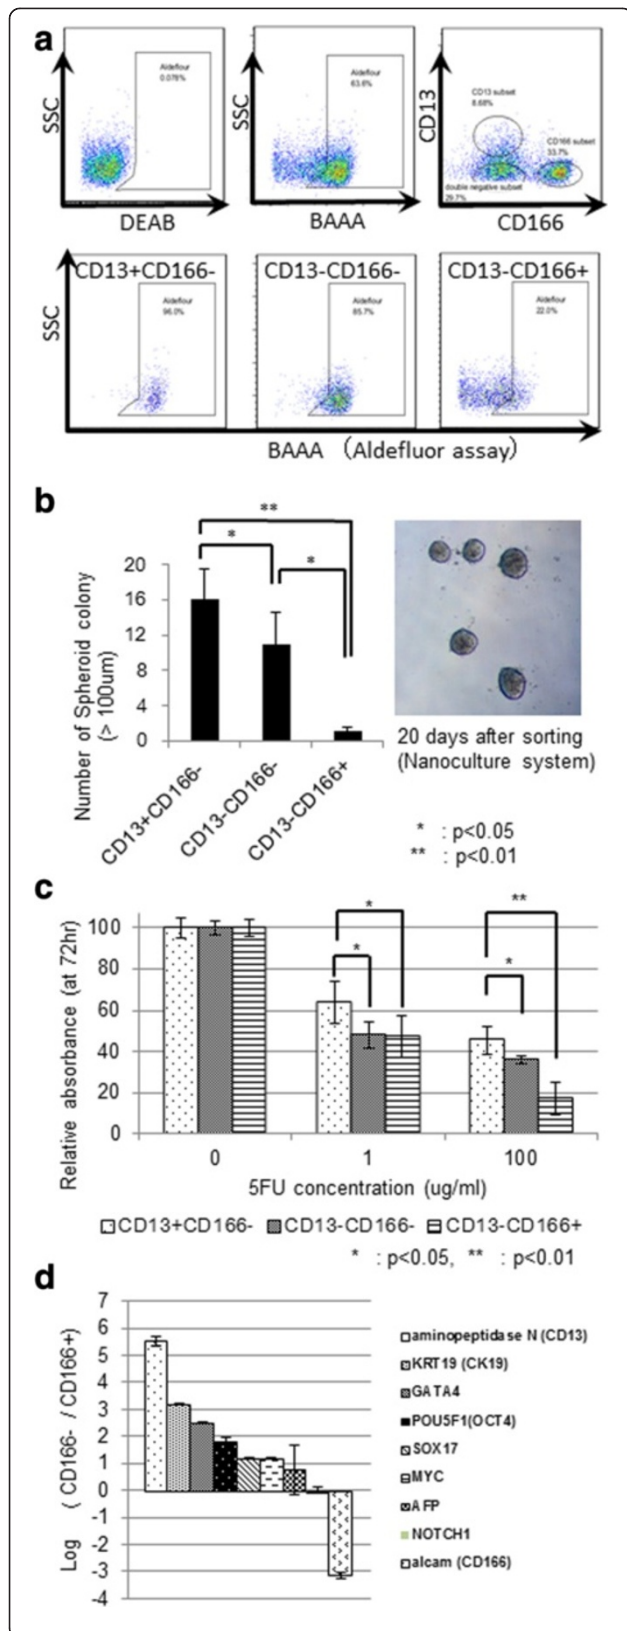 a
SSC
Aldeflour
0.078%
DEAB
SSC
Aldeflour
63.6%
BAAA
CD13
CD13 subset
8.68%
CD166 subset
33.7%
double negative subset
29.7%
CD166
SSC
CD13+CD166-
Aldeflour
96.0%
CD13-CD166-
Aldeflour
85.7%
CD13-CD166+
Aldeflour
22.0%
BAAA （Aldefluor assay)
b
Number of Spheroid colony
(> 100um)
20
16
12
8
4
0
**
*
*
CD13+CD166-
CD13-CD166-
CD13-CD166+
20 days after sorting
(Nanoculture system)
* : p<0.05
** : p<0.01
c
Relative absorbance (at 72hr)
100
80
60
40
20
0
*
*
**
*
0 1 100
5FU concentration (ug/ml)
CD13+CD166- CD13-CD166- CD13-CD166+
* : p<0.05, ** : p<0.01
d
Log ( CD166- / CD166+)
7
6
5
4
3
2
1
0
-1
-2
-3
-4
aminopeptidase N (CD13)
KRT19 (CK19)
GATA4
POU5F1(OCT4)
SOX17
MYC
AFP
NOTCH1
alcam (CD166)